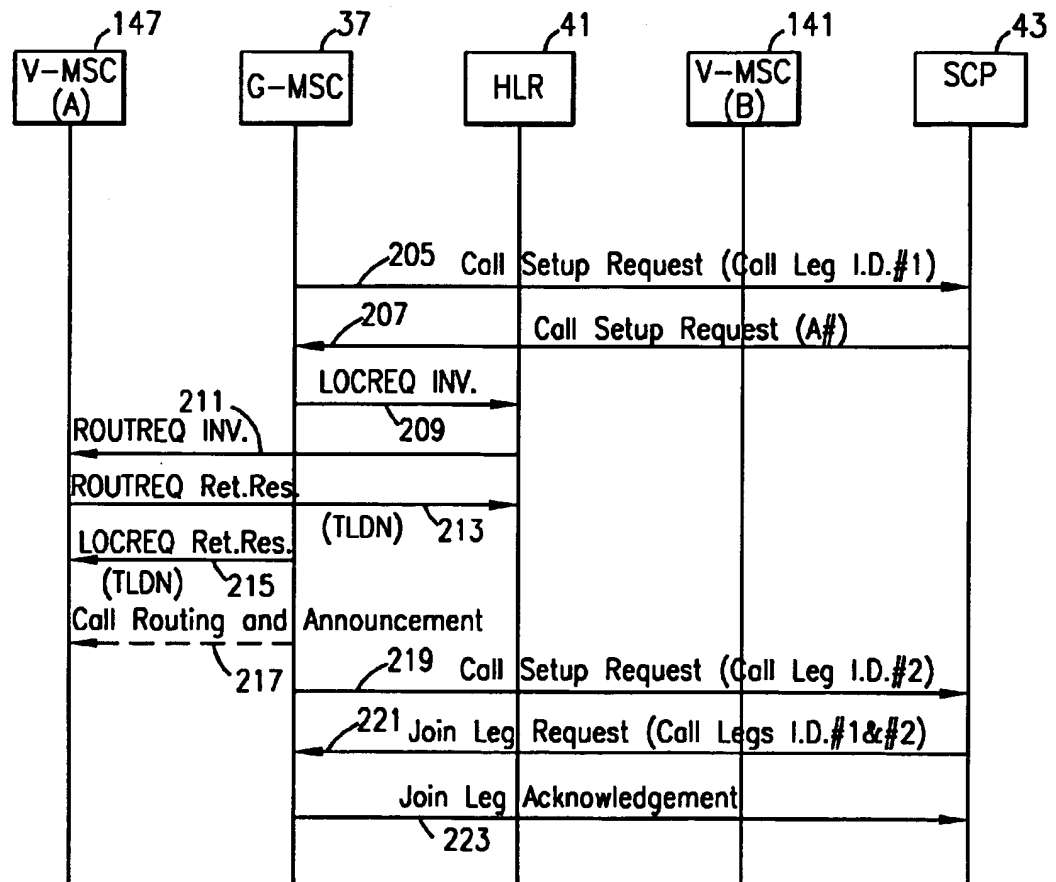 147 37 41 141 43
V-MSC (A) G-MSC HLR V-MSC (B) SCP
205 Call Setup Request (Call Leg I.D.#1)
207 Call Setup Request (A#)
LOCREQ INV.
209
211
ROUTREQ INV.
ROUTREQ Ret.Res.
(TLDN) 213
LOCREQ Ret.Res.
(TLDN) 215
Call Routing and Announcement
217
219 Call Setup Request (Call Leg I.D.#2)
221 Join Leg Request (Call Legs I.D.#1&#2)
Join Leg Acknowledgement
223